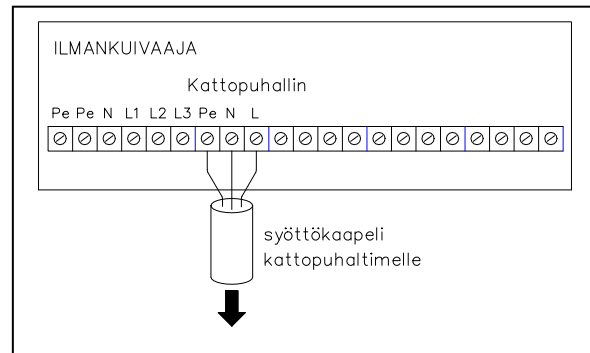 ILMANKUIVAAJA
Kattopuhallin
Pe Pe N L1 L2 L3 Pe N L
syöttökaapeli
kattopuhaltimelle